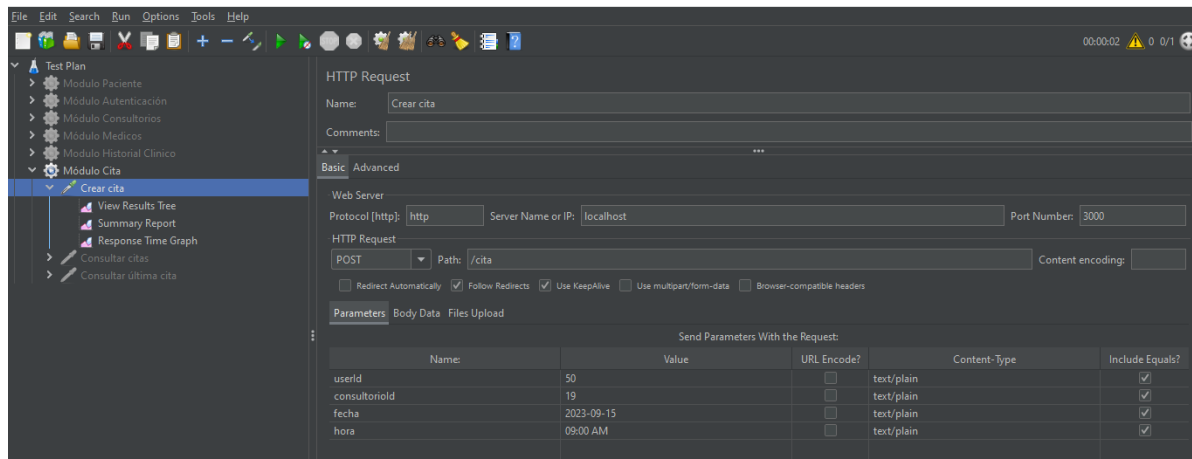 File Edit Search Run Options Tools Help
00:00:02 0 0/1
Test Plan
Modulo Paciente
Módulo Autenticación
Módulo Consultorios
Módulo Medicos
Modulo Historial Clinico
Módulo Cita
Crear cita
View Results Tree
Summary Report
Response Time Graph
Consultar citas
Consultar última cita
HTTP Request
Name: Crear cita
Comments:
Basic Advanced
Web Server
Protocol [http]: http Server Name or IP: localhost Port Number: 3000
HTTP Request
POST Path: /cita Content encoding:
Redirect Automatically Follow Redirects Use KeepAlive Use multipart/form-data Browser-compatible headers
Parameters Body Data Files Upload
Send Parameters With the Request:
Name: Value URL Encode? Content-Type Include Equals?
userId 50 text/plain
consultorioId 19 text/plain
fecha 2023-09-15 text/plain
hora 09:00 AM text/plain